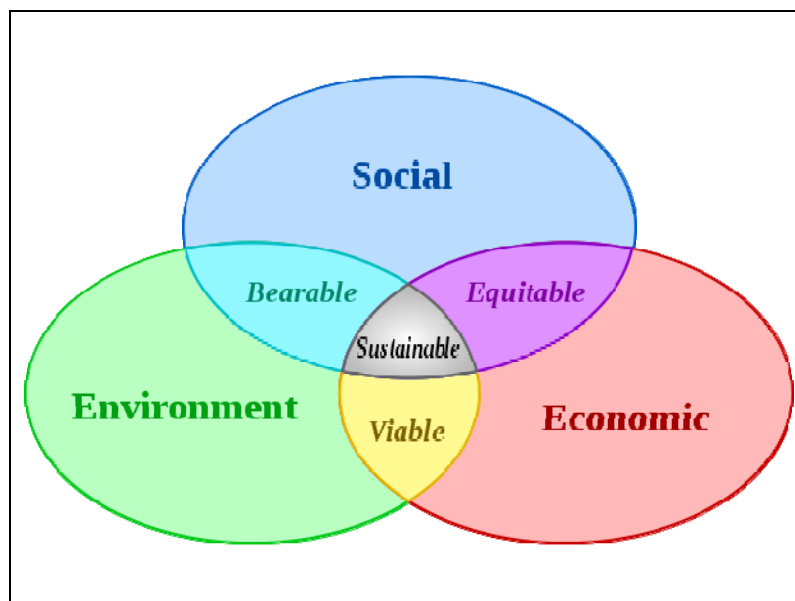 Social
Bearable
Equitable
Sustainable
Environment
Economic
Viable